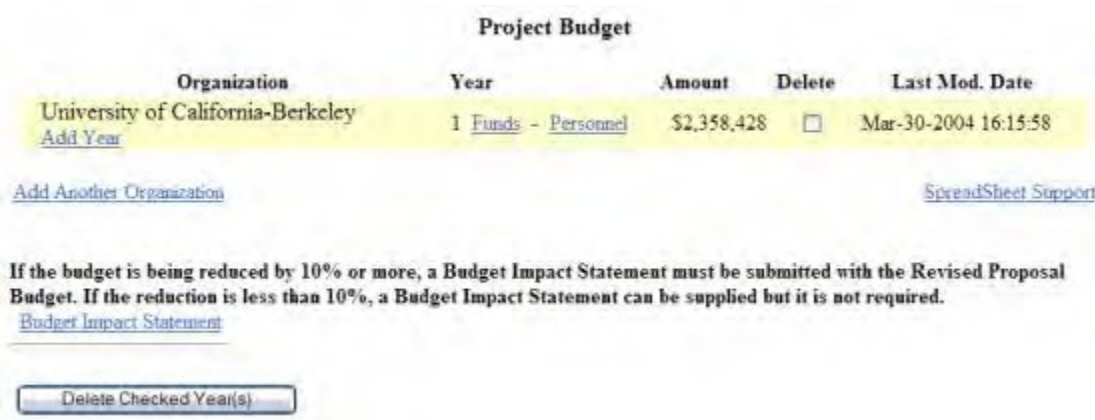 Project Budget
Organization Year Amount Delete Last Mod. Date
University of California-Berkeley
Add Year
1 Funds - Personnel $2,358,428 Mar-30-2004 16:15:58
Add Another Organization SpreadSheet Support
If the budget is being reduced by 10% or more, a Budget Impact Statement must be submitted with the Revised Proposal
Budget. If the reduction is less than 10%, a Budget Impact Statement can be supplied but it is not required.
Budget Impact Statement
Delete Checked Year(s)